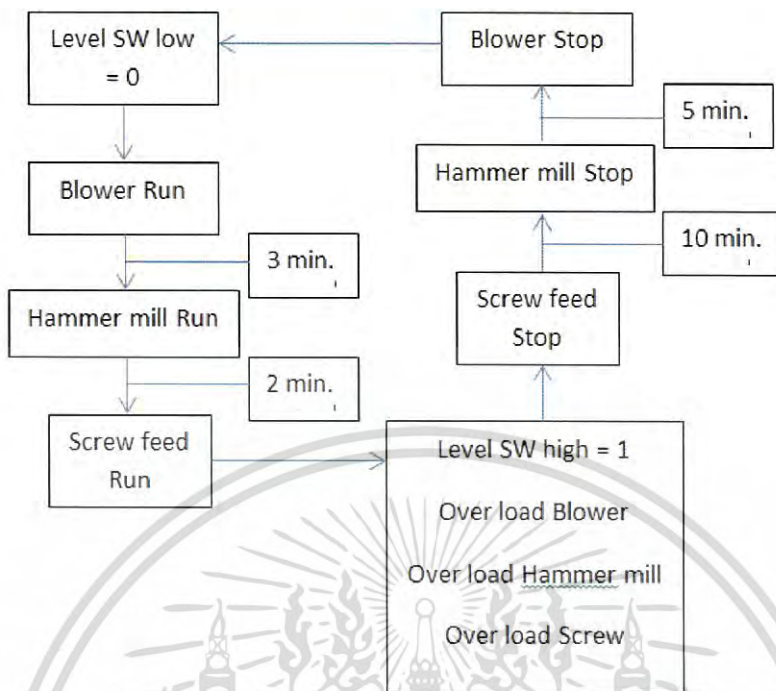 Level SW low
= 0
Blower Run
3 min.
Hammer mill Run
2 min.
Screw feed
Run
Level SW high = 1
Over load Blower
Over load Hammer mill
Over load Screw
Screw feed
Stop
10 min.
Hammer mill Stop
5 min.
Blower Stop